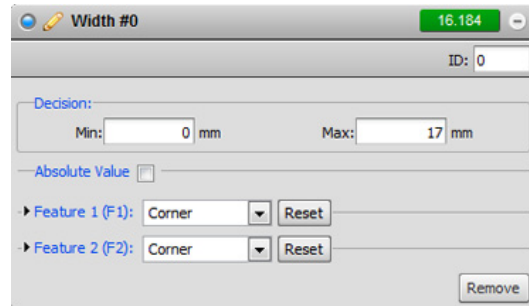 Width #0 16.184
ID: 0
Decision:
Min: 0 mm Max: 17 mm
Absolute Value
Feature 1 (F1): Corner Reset
Feature 2 (F2): Corner Reset
Remove